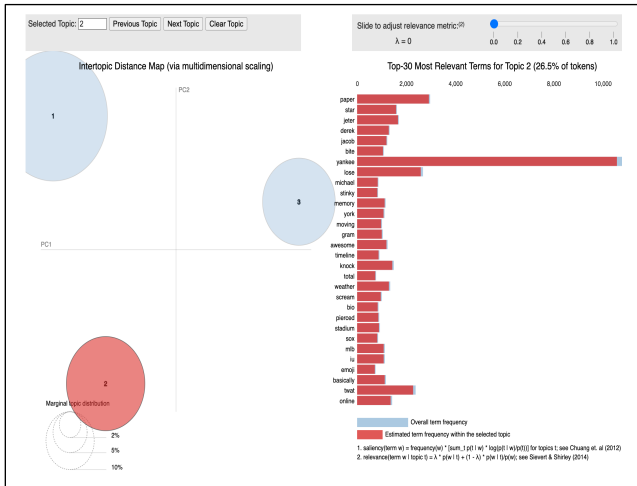 Selected Topic: 2 Previous Topic Next Topic Clear Topic
Slide to adjust relevance metric:(2)
λ = 0
0.0 0.2 0.4 0.6 0.8 1.0
Intertopic Distance Map (via multidimensional scaling)
PC2
PC1
1
3
2
Marginal topic distribution
2%
5%
10%
Top-30 Most Relevant Terms for Topic 2 (26.5% of tokens)
0 2,000 4,000 6,000 8,000 10,000
paper
star
jeter
derek
jacob
bite
yankee
lose
michael
stinky
memory
york
moving
gram
awesome
timeline
knock
total
weather
scream
bio
pierced
stadium
sox
mlb
iu
emoji
basically
twat
online
Overall term frequency
Estimated term frequency within the selected topic
1. saliency(term w) = frequency(w) * [sum_t p(t | w) * log(p(t | w)/p(t))] for topics t; see Chuang et. al (2012)
2. relevance(term w | topic t) = λ * p(w | t) + (1 - λ) * p(w | t)/p(w); see Sievert & Shirley (2014)